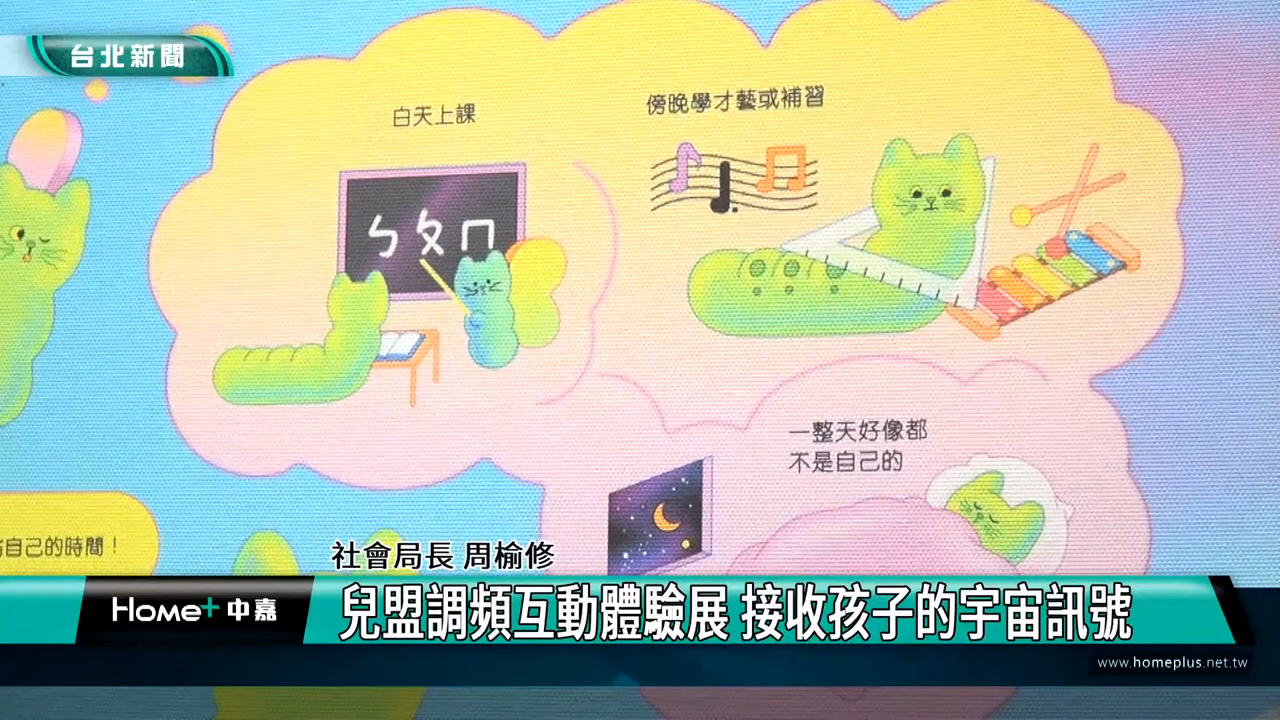 台北新聞
白天上課
傍晚學才藝或補習
ㄅㄆㄇ
一整天好像都
不是自己的
自己的時間！
社會局長 周榆修
Home+ 中嘉
兒盟調頻互動體驗展 接收孩子的宇宙訊號
www.homeplus.net.tw